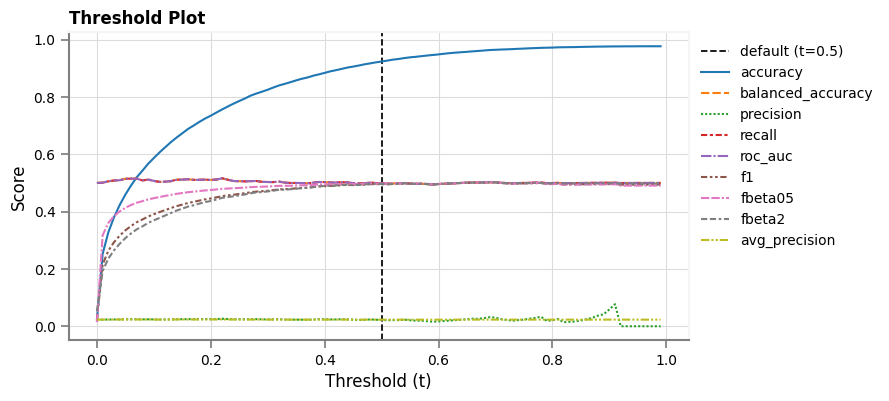 Threshold Plot
1.0
0.8
0.6
0.4
0.2
0.0
Score
0.0
0.2
0.4
0.6
0.8
1.0
Threshold (t)
default (t=0.5)
accuracy
balanced_accuracy
precision
recall
roc_auc
f1
fbeta05
fbeta2
avg_precision